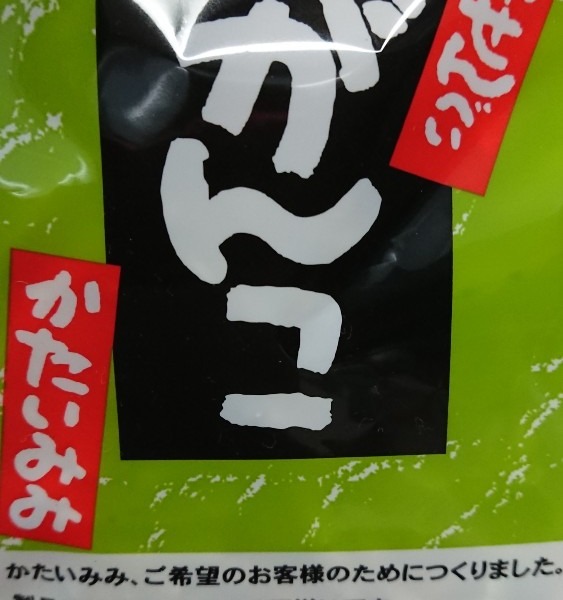 せんべい
がんこ
かたいみみ
かたいみみ、ご希望のお客様のためにつくりました。